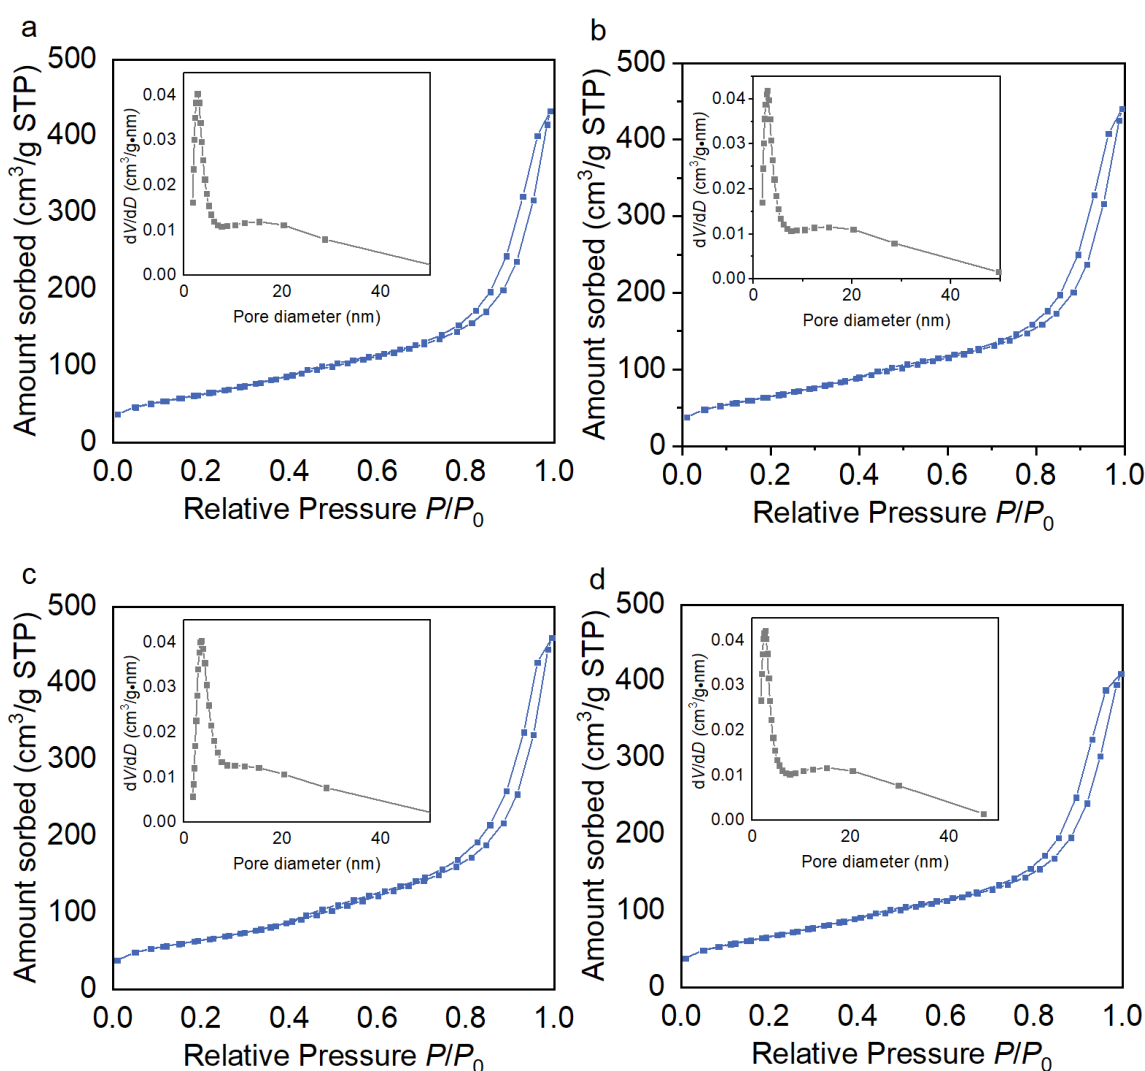 a
500
400
300
200
100
0
Amount sorbed (cm³/g STP)
0.0 0.2 0.4 0.6 0.8 1.0
Relative Pressure P/P₀
0.04
0.03
0.02
0.01
0.00
dV/dD (cm³/g•nm)
0 20 40
Pore diameter (nm)
b
500
400
300
200
100
0
Amount sorbed (cm³/g STP)
0.0 0.2 0.4 0.6 0.8 1.0
Relative Pressure P/P₀
0.04
0.03
0.02
0.01
0.00
dV/dD (cm³/g•nm)
0 20 40
Pore diameter (nm)
c
500
400
300
200
100
0
Amount sorbed (cm³/g STP)
0.0 0.2 0.4 0.6 0.8 1.0
Relative Pressure P/P₀
0.04
0.03
0.02
0.01
0.00
dV/dD (cm³/g•nm)
0 20 40
Pore diameter (nm)
d
500
400
300
200
100
0
Amount sorbed (cm³/g STP)
0.0 0.2 0.4 0.6 0.8 1.0
Relative Pressure P/P₀
0.04
0.03
0.02
0.01
0.00
dV/dD (cm³/g•nm)
0 20 40
Pore diameter (nm)